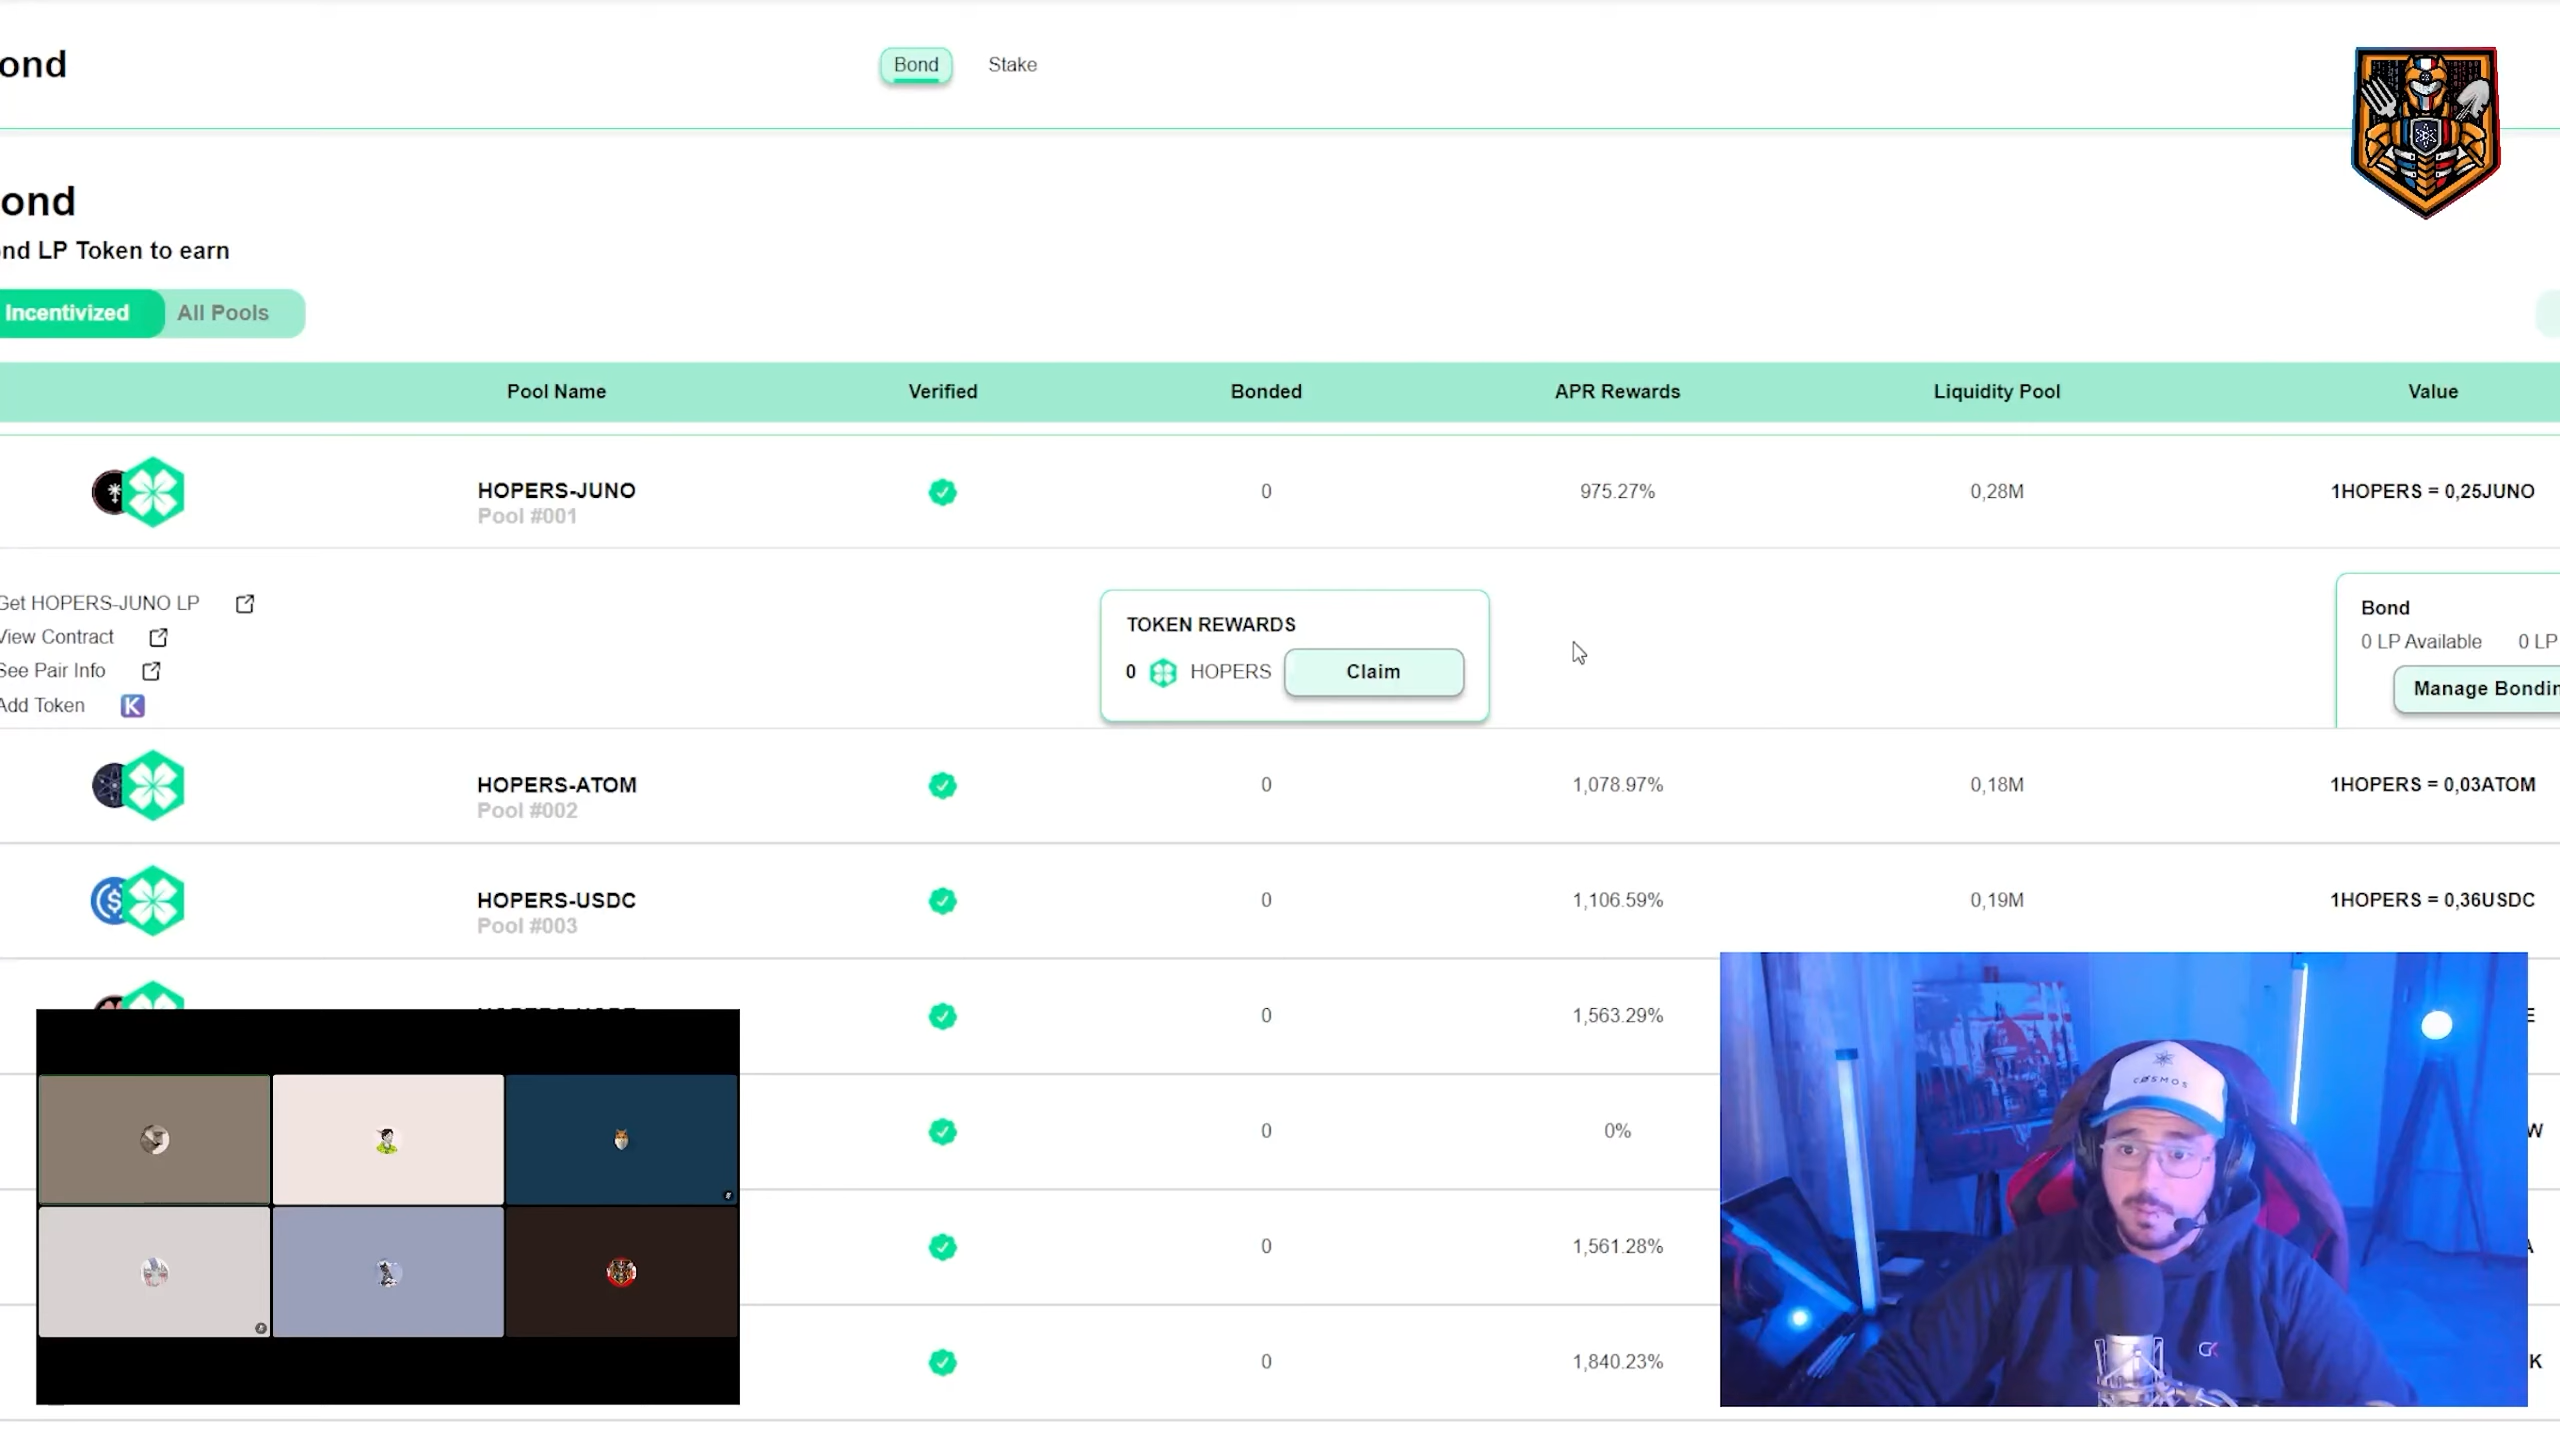 ond
Bond
Stake
ond
nd LP Token to earn
Incentivized
All Pools
Pool Name
Verified
Bonded
APR Rewards
Liquidity Pool
Value
HOPERS-JUNO
Pool #001
0
975.27%
0,28M
1HOPERS = 0,25JUNO
Get HOPERS-JUNO LP
View Contract
See Pair Info
Add Token
K
TOKEN REWARDS
0 HOPERS
Claim
Bond
0 LP Available
0 LP
Manage Bondin
HOPERS-ATOM
Pool #002
0
1,078.97%
0,18M
1HOPERS = 0,03ATOM
HOPERS-USDC
Pool #003
0
1,106.59%
0,19M
1HOPERS = 0,36USDC
0
1,563.29%
E
0
0%
W
0
1,561.28%
A
0
1,840.23%
K
COSMOS